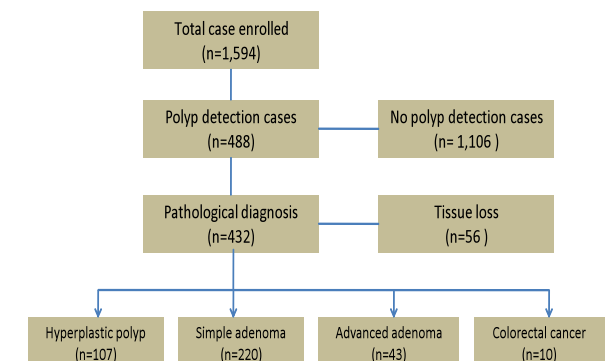 Total case enrolled
(n=1,594)
Polyp detection cases
(n=488)
No polyp detection cases
(n= 1,106 )
Pathological diagnosis
(n=432)
Tissue loss
(n=56 )
Hyperplastic polyp
(n=107)
Simple adenoma
(n=220)
Advanced adenoma
(n=43)
Colorectal cancer
(n=10)